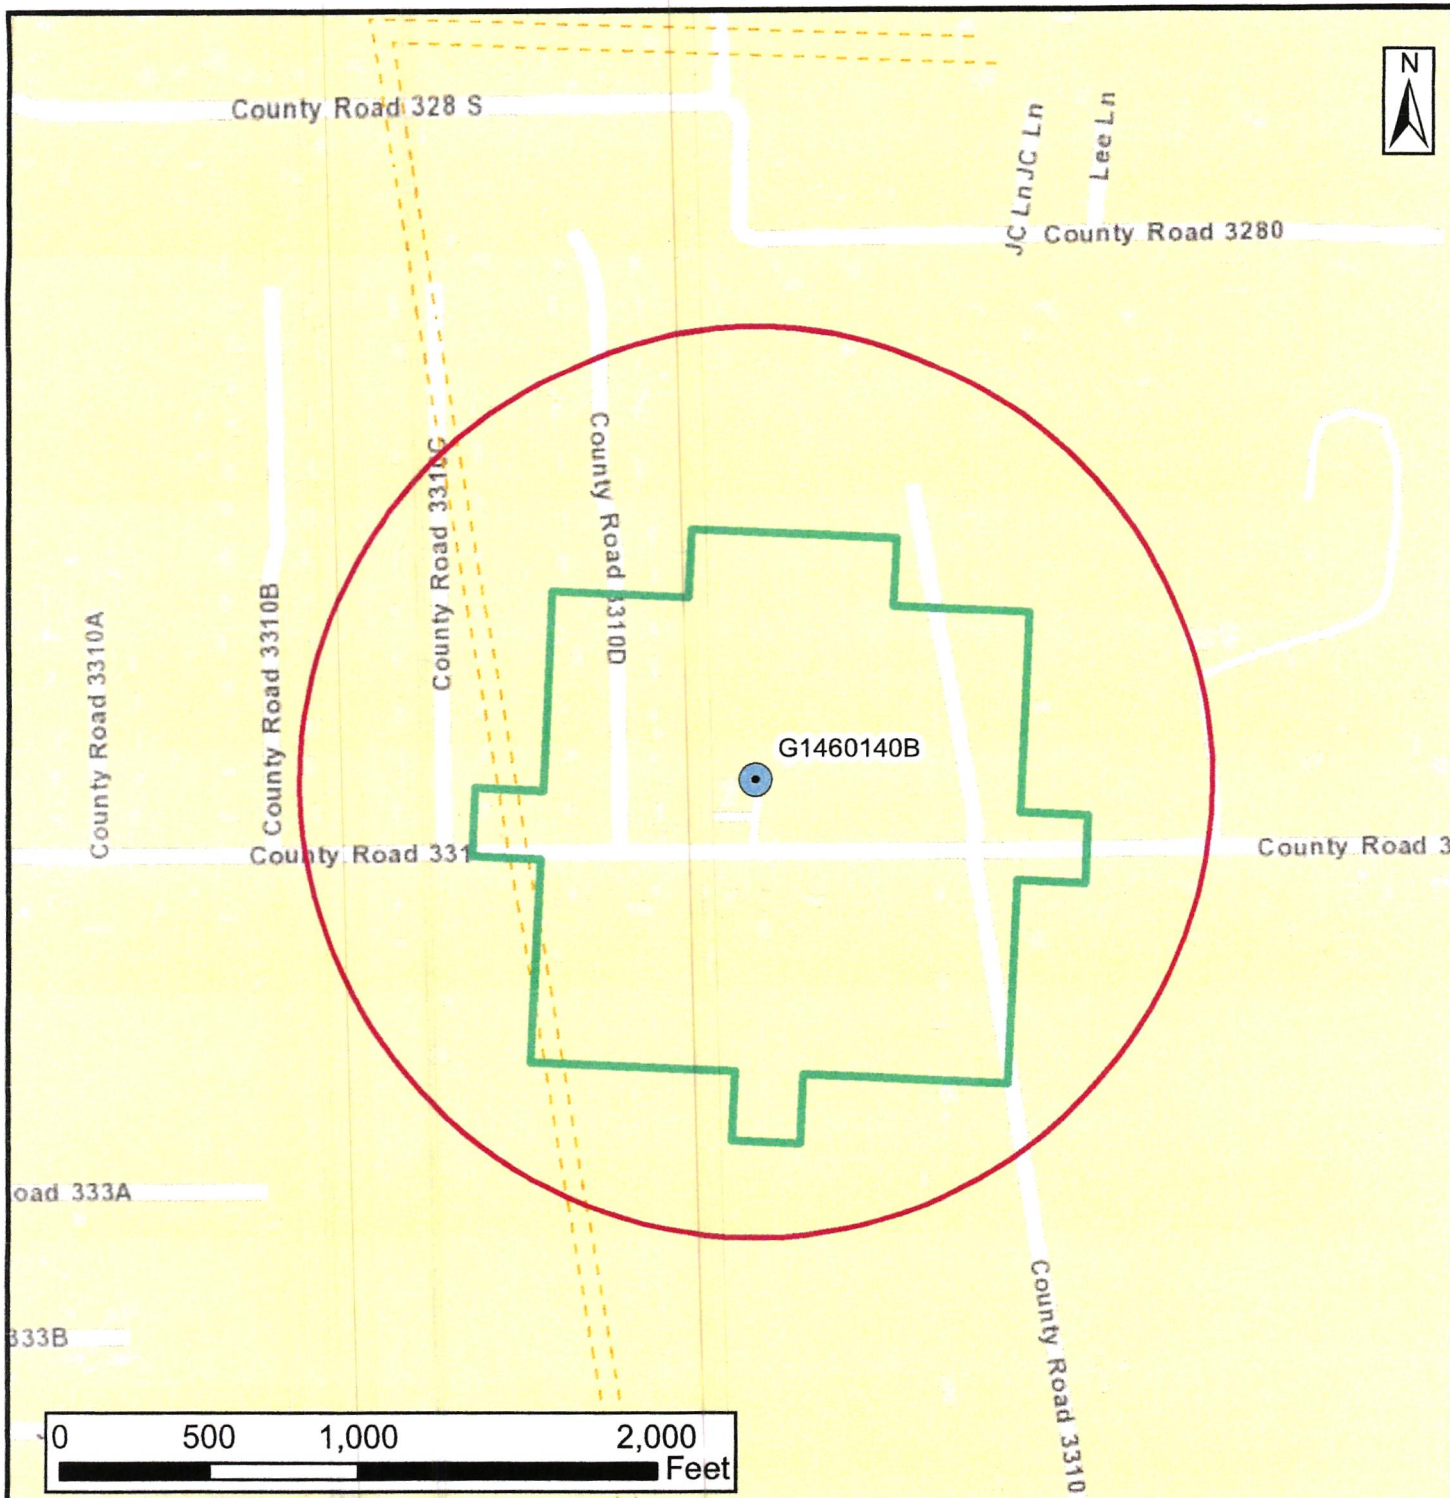 N
County Road 328 S
JC Ln
JC Ln
Lee Ln
County Road 3280
County Road 3310A
County Road 3310B
County Road 3310C
County Road 3310D
G1460140B
County Road 331
County Road 3
oad 333A
333B
County Road 3310
0 500 1,000 2,000
Feet